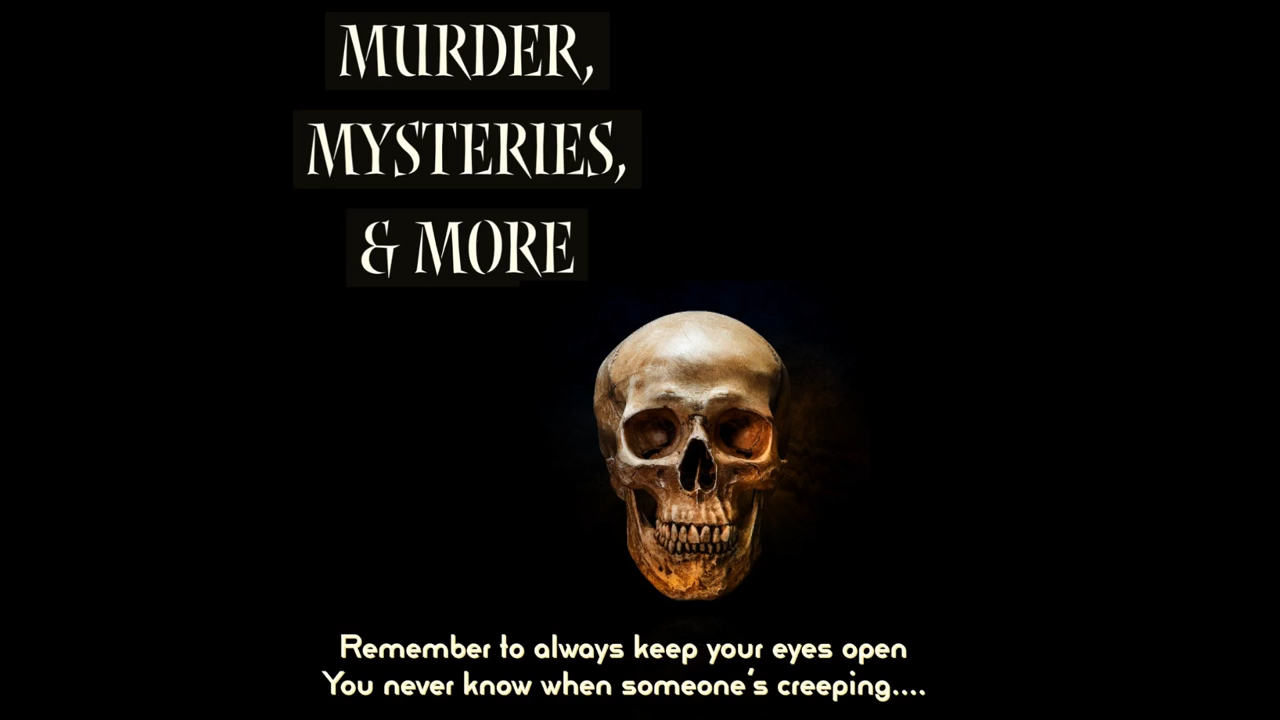 MURDER,
MYSTERIES,
& MORE
Remember to always keep your eyes open
You never know when someone's creeping....